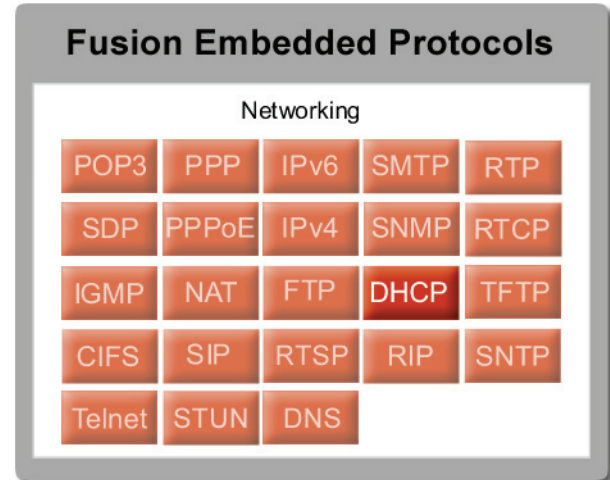 Fusion Embedded Protocols
Networking
POP3 PPP IPv6 SMTP RTP
SDP PPPoE IPv4 SNMP RTCP
IGMP NAT FTP DHCP TFTP
CIFS SIP RTSP RIP SNTP
Telnet STUN DNS